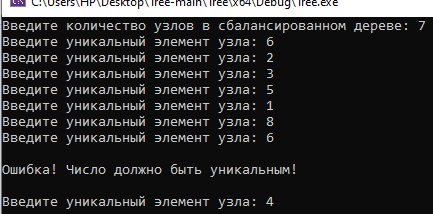 C:\Users\HP\Desktop\Tree-main\Tree\x64\Debug\Tree.exe
Введите количество узлов в сбалансированном дереве: 7
Введите уникальный элемент узла: 6
Введите уникальный элемент узла: 2
Введите уникальный элемент узла: 3
Введите уникальный элемент узла: 5
Введите уникальный элемент узла: 1
Введите уникальный элемент узла: 8
Введите уникальный элемент узла: 6
Ошибка! Число должно быть уникальным!
Введите уникальный элемент узла: 4